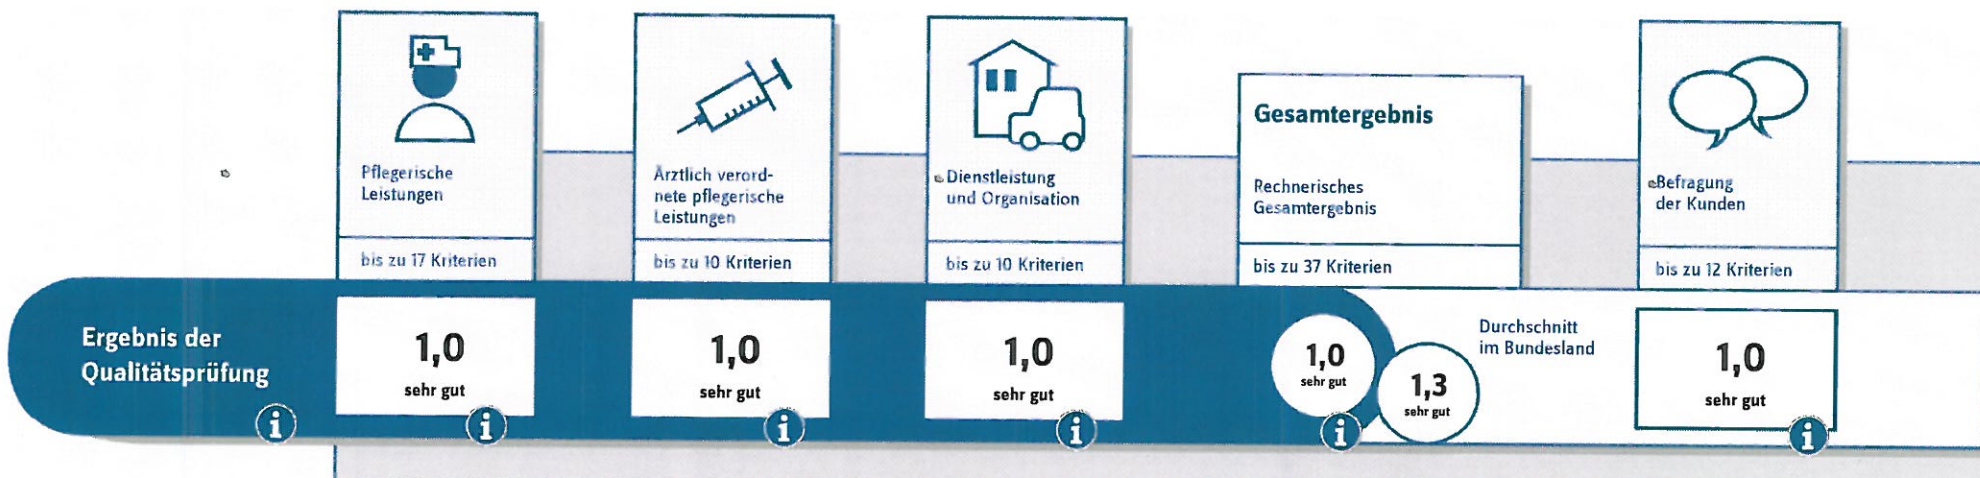 Pflegerische
Leistungen
bis zu 17 Kriterien
Ärztlich verord-
nete pflegerische
Leistungen
bis zu 10 Kriterien
Dienstleistung
und Organisation
bis zu 10 Kriterien
Gesamtergebnis
Rechnerisches
Gesamtergebnis
bis zu 37 Kriterien
Befragung
der Kunden
bis zu 12 Kriterien
Ergebnis der
Qualitätsprüfung
i
1,0
sehr gut
i
1,0
sehr gut
i
1,0
sehr gut
i
1,0
sehr gut
i
1,3
sehr gut
Durchschnitt
im Bundesland
1,0
sehr gut
i